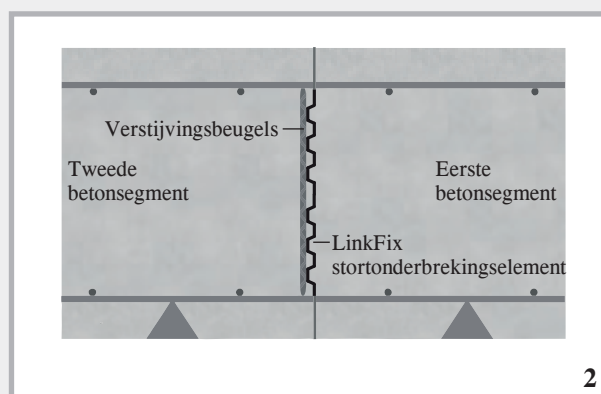 Verstijvingsbeugels
Tweede
betonsegment
Eerste
betonsegment
LinkFix
stortonderbrekingselement
2